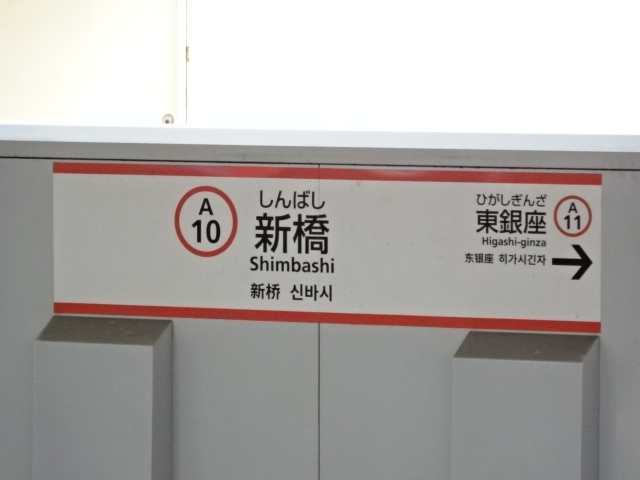 A
10
しんばし
新橋
Shimbashi
新桥 신바시
ひがしぎんざ
東銀座
A
11
Higashi-ginza
东银座 히가시긴자